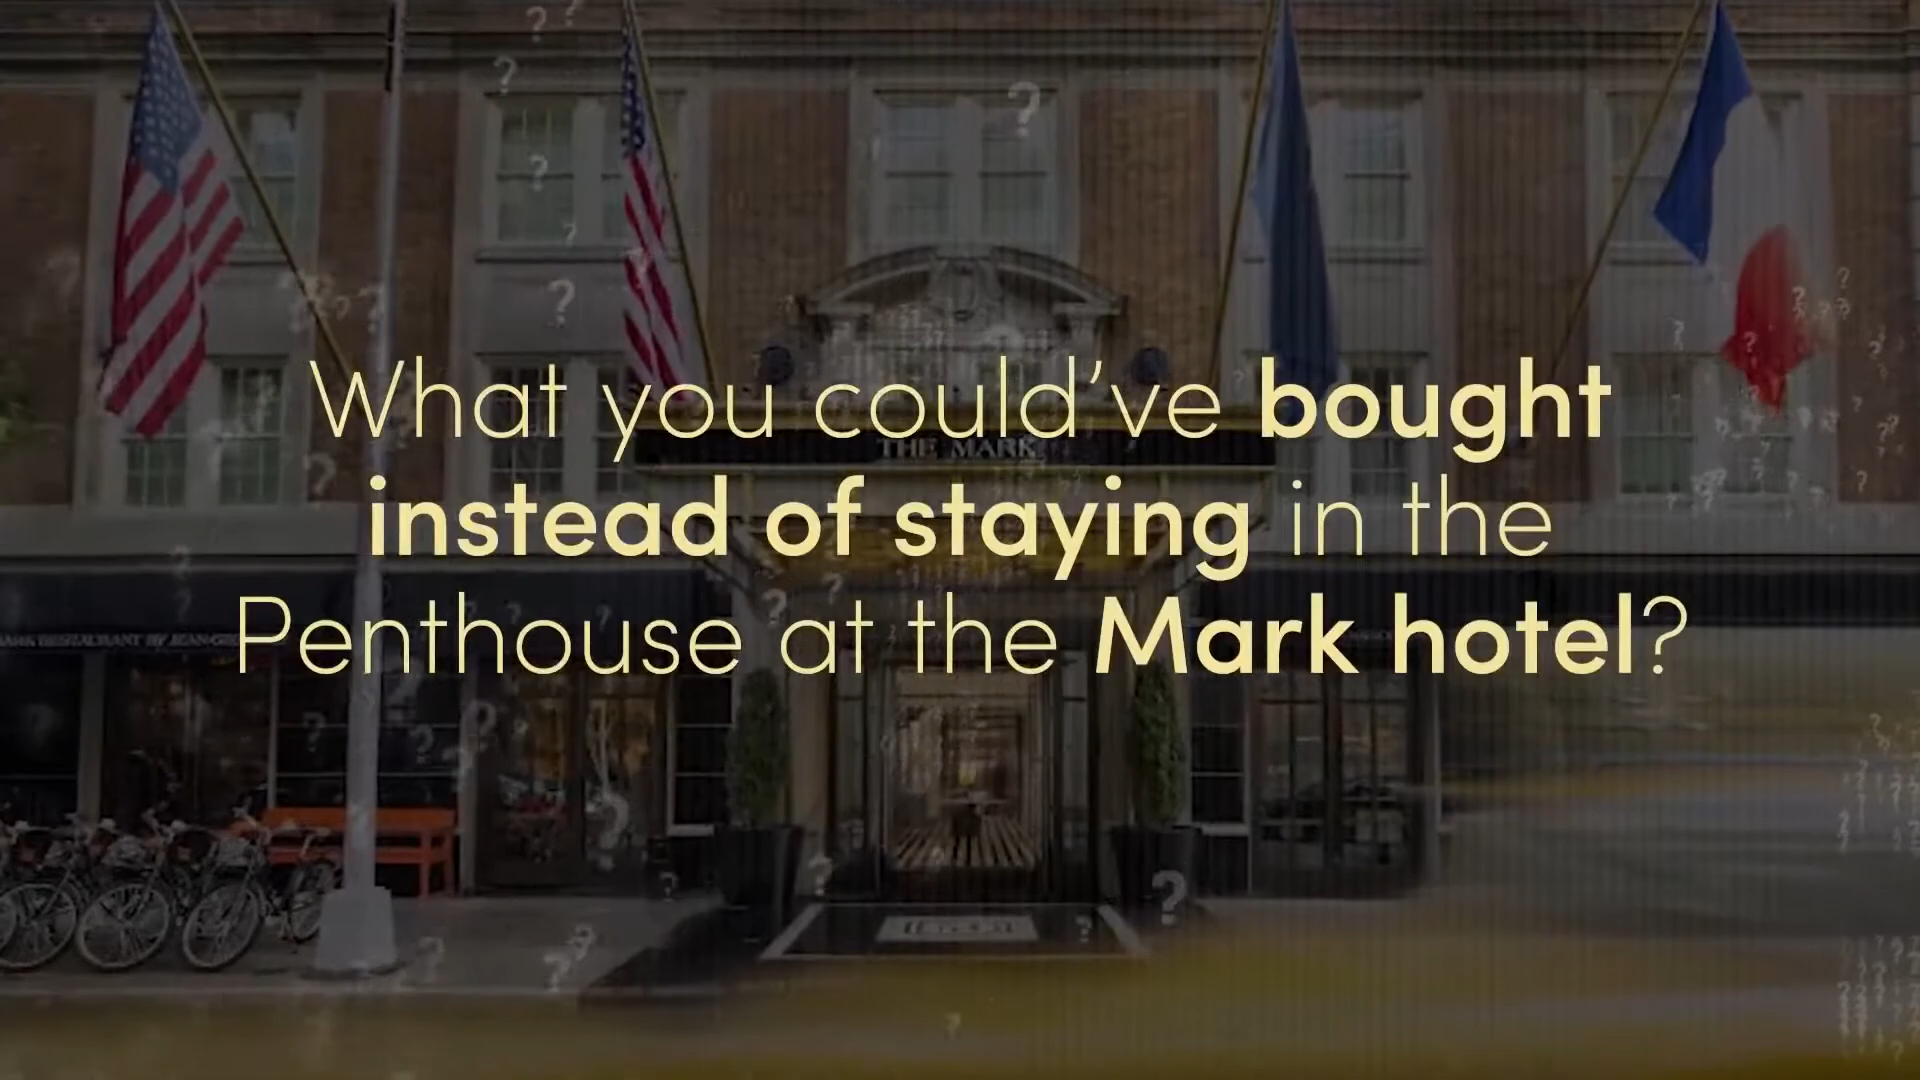 What you could've bought
THE MARK
instead of staying in the
Penthouse at the Mark hotel?